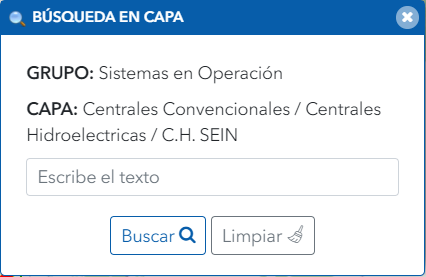 BÚSQUEDA EN CAPA
GRUPO: Sistemas en Operación
CAPA: Centrales Convencionales / Centrales
Hidroelectricas / C.H. SEIN
Escribe el texto
Buscar Limpiar